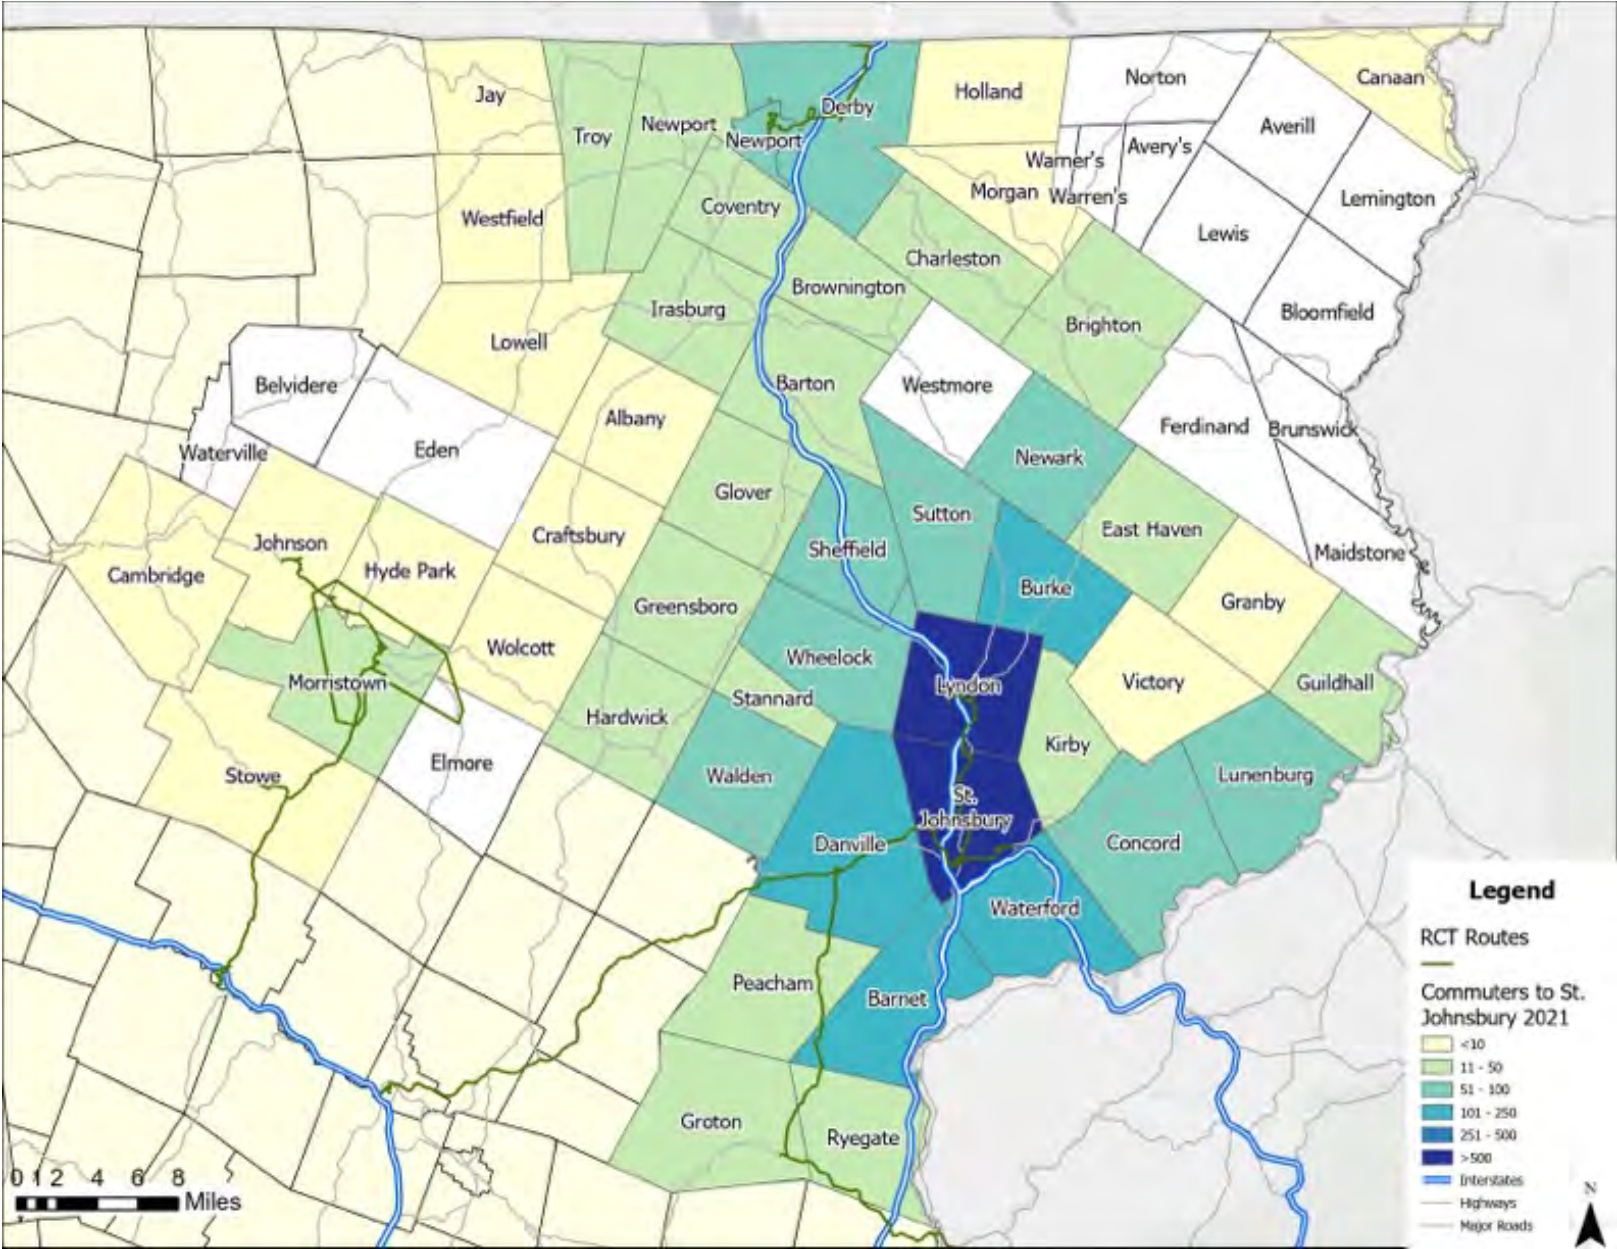 Jay
Holland
Norton
Canaan
Derby
Troy
Newport
Newport
Averill
Avery's
Warner's
Morgan
Warren's
Lemington
Westfield
Coventry
Lewis
Charleston
Brownington
Irasburg
Brighton
Bloomfield
Lowell
Belvidere
Barton
Westmore
Albany
Ferdinand
Brunswick
Waterville
Eden
Newark
Glover
Sutton
East Haven
Craftsbury
Johnson
Sheffield
Maidstone
Cambridge
Hyde Park
Burke
Granby
Greensboro
Wolcott
Wheelock
Morristown
Lyndon
Victory
Guildhall
Stannard
Hardwick
Kirby
Elmore
Stowe
Walden
Lunenburg
St.
Johnsbury
Danville
Concord
Waterford
Peacham
Barnet
Groton
Ryegate
0 1 2 4 6 8
Miles
Legend
RCT Routes
Commuters to St.
Johnsbury 2021
<10
11 - 50
51 - 100
101 - 250
251 - 500
>500
Interstates
Highways
Major Roads
N